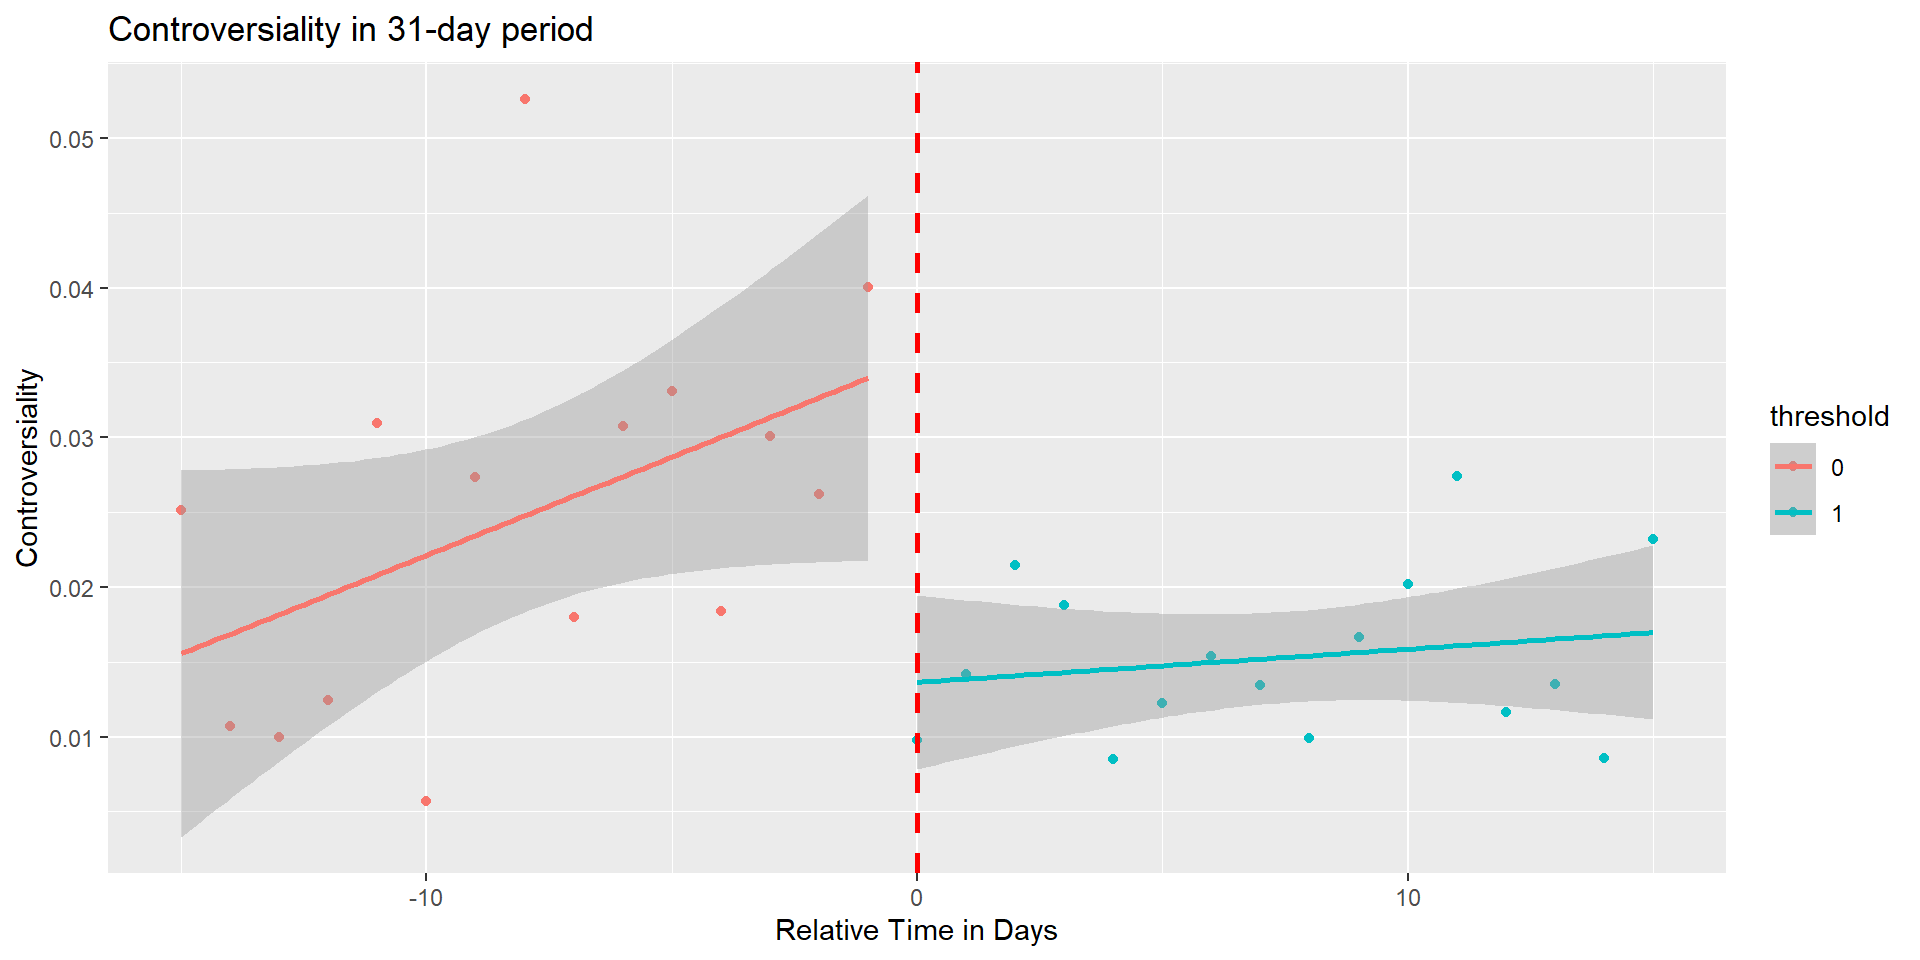 Controversiality in 31-day period
Controversiality
0.05
0.04
0.03
0.02
0.01
-10
0
10
Relative Time in Days
threshold
0
1